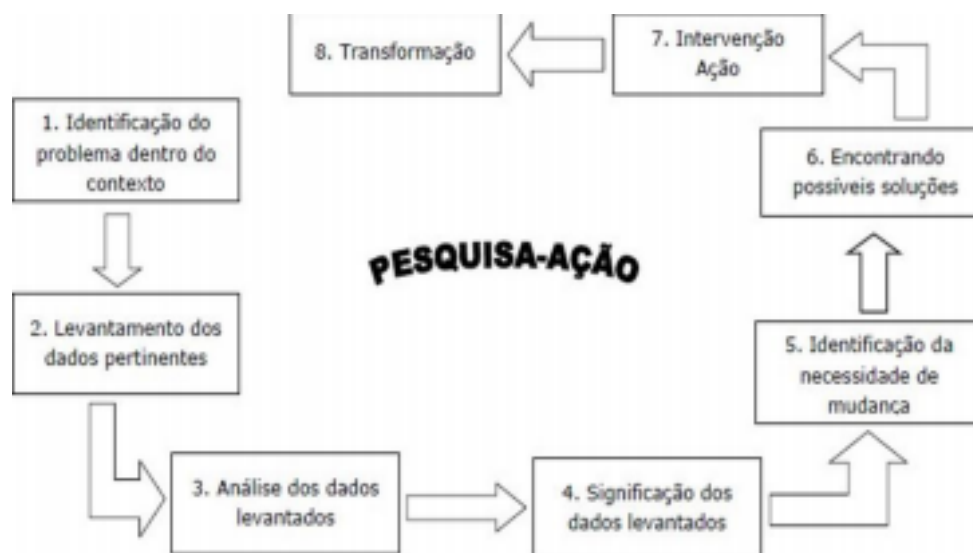 1. Identificação do
problema dentro do
contexto
2. Levantamento dos
dados pertinentes
3. Análise dos dados
levantados
4. Significação dos
dados levantados
5. Identificação da
necessidade de
mudança
6. Encontrando
possíveis soluções
7. Intervenção
Ação
8. Transformação
PESQUISA-AÇÃO